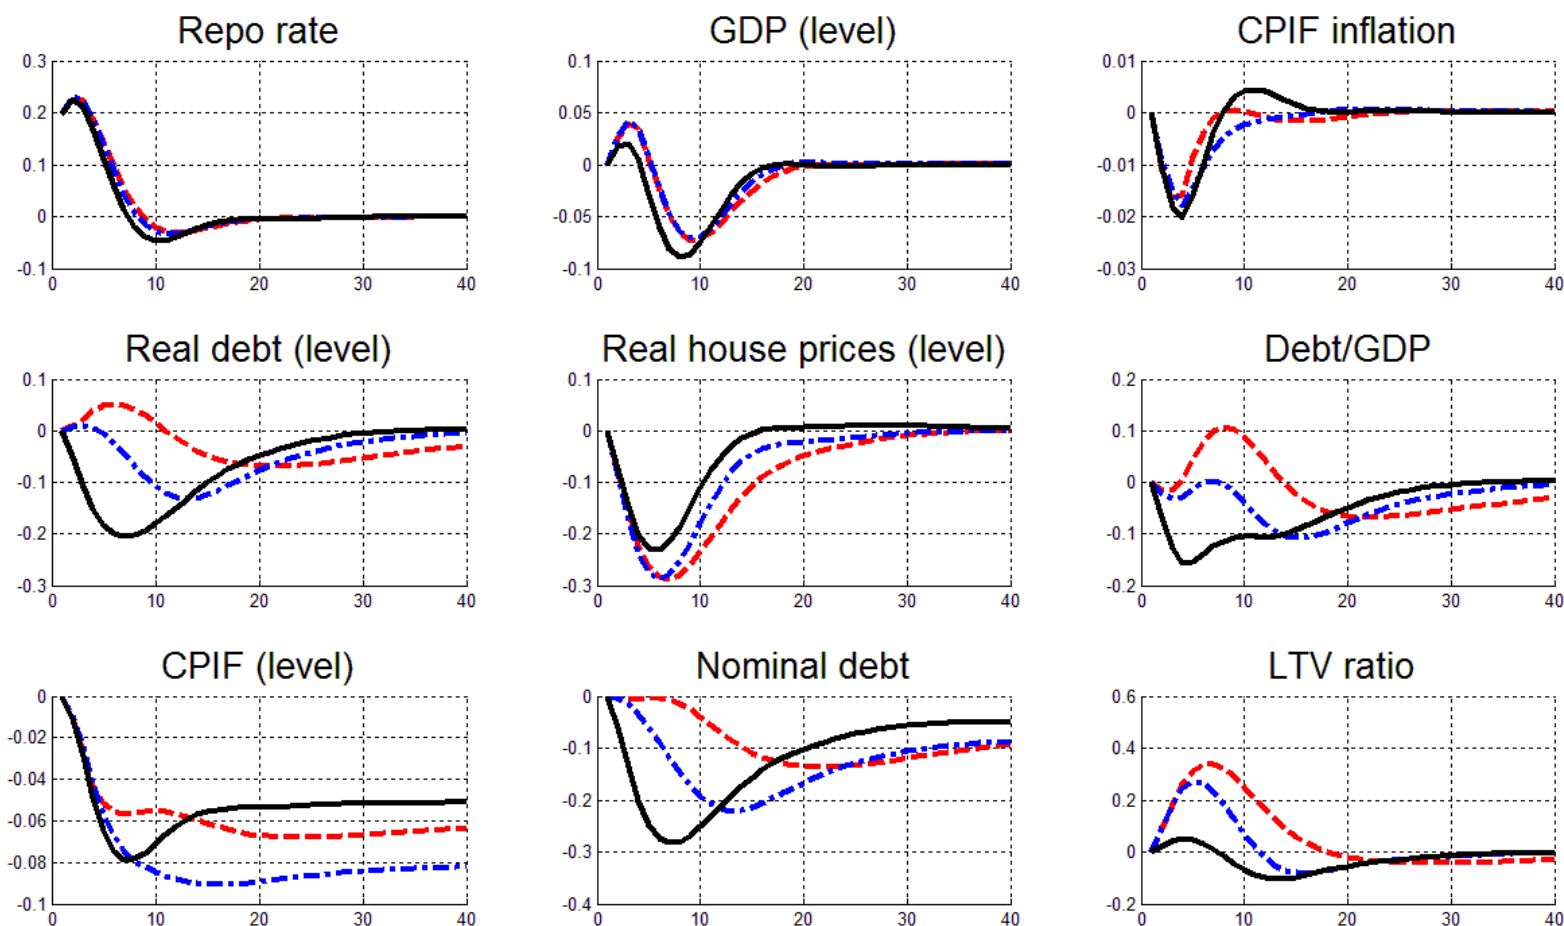 Repo rate
GDP (level)
CPIF inflation
0.3
0.2
0.1
0
-0.1
0 10 20 30 40
0.1
0.05
0
-0.05
-0.1
0 10 20 30 40
0.01
0
-0.01
-0.02
-0.03
0 10 20 30 40
Real debt (level)
Real house prices (level)
Debt/GDP
0.1
0
-0.1
-0.2
-0.3
0 10 20 30 40
0.1
0
-0.1
-0.2
-0.3
0 10 20 30 40
0.2
0.1
0
-0.1
-0.2
0 10 20 30 40
CPIF (level)
Nominal debt
LTV ratio
0
-0.02
-0.04
-0.06
-0.08
-0.1
0 10 20 30 40
0
-0.1
-0.2
-0.3
-0.4
0 10 20 30 40
0.6
0.4
0.2
0
-0.2
0 10 20 30 40